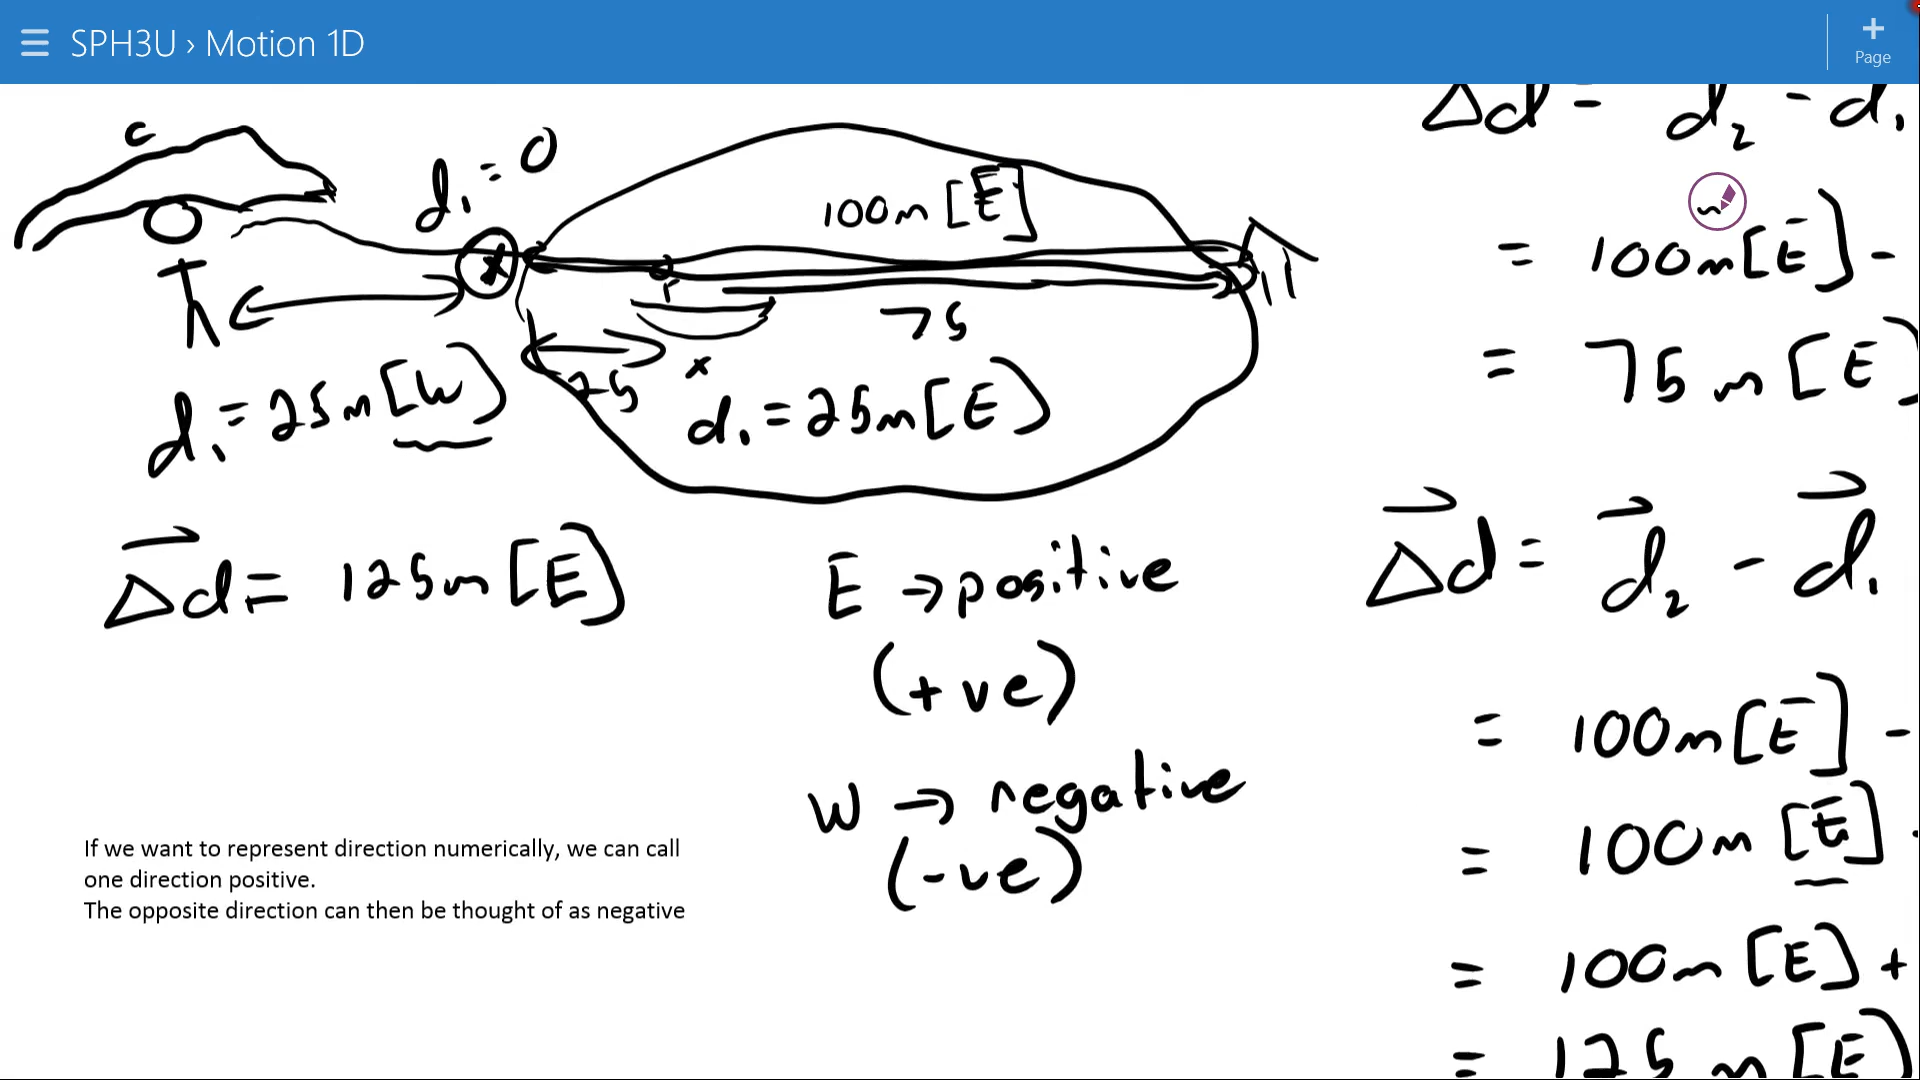 SPH3U › Motion 1D
Page
c
d₁ = 0
100m [E]
75
25
d₁ = 25m [W]
d₁ = 25m [E]
Δd = 125m [E]
E → positive
(+ve)
W → negative
(-ve)
If we want to represent direction numerically, we can call
one direction positive.
The opposite direction can then be thought of as negative
Δd = d₂ - d₁
= 100m [E] -
= 75 m [E]
Δd = d₂ - d₁
= 100m [E] -
= 100m [E] -
= 100m [E] +
= 125 m [E]